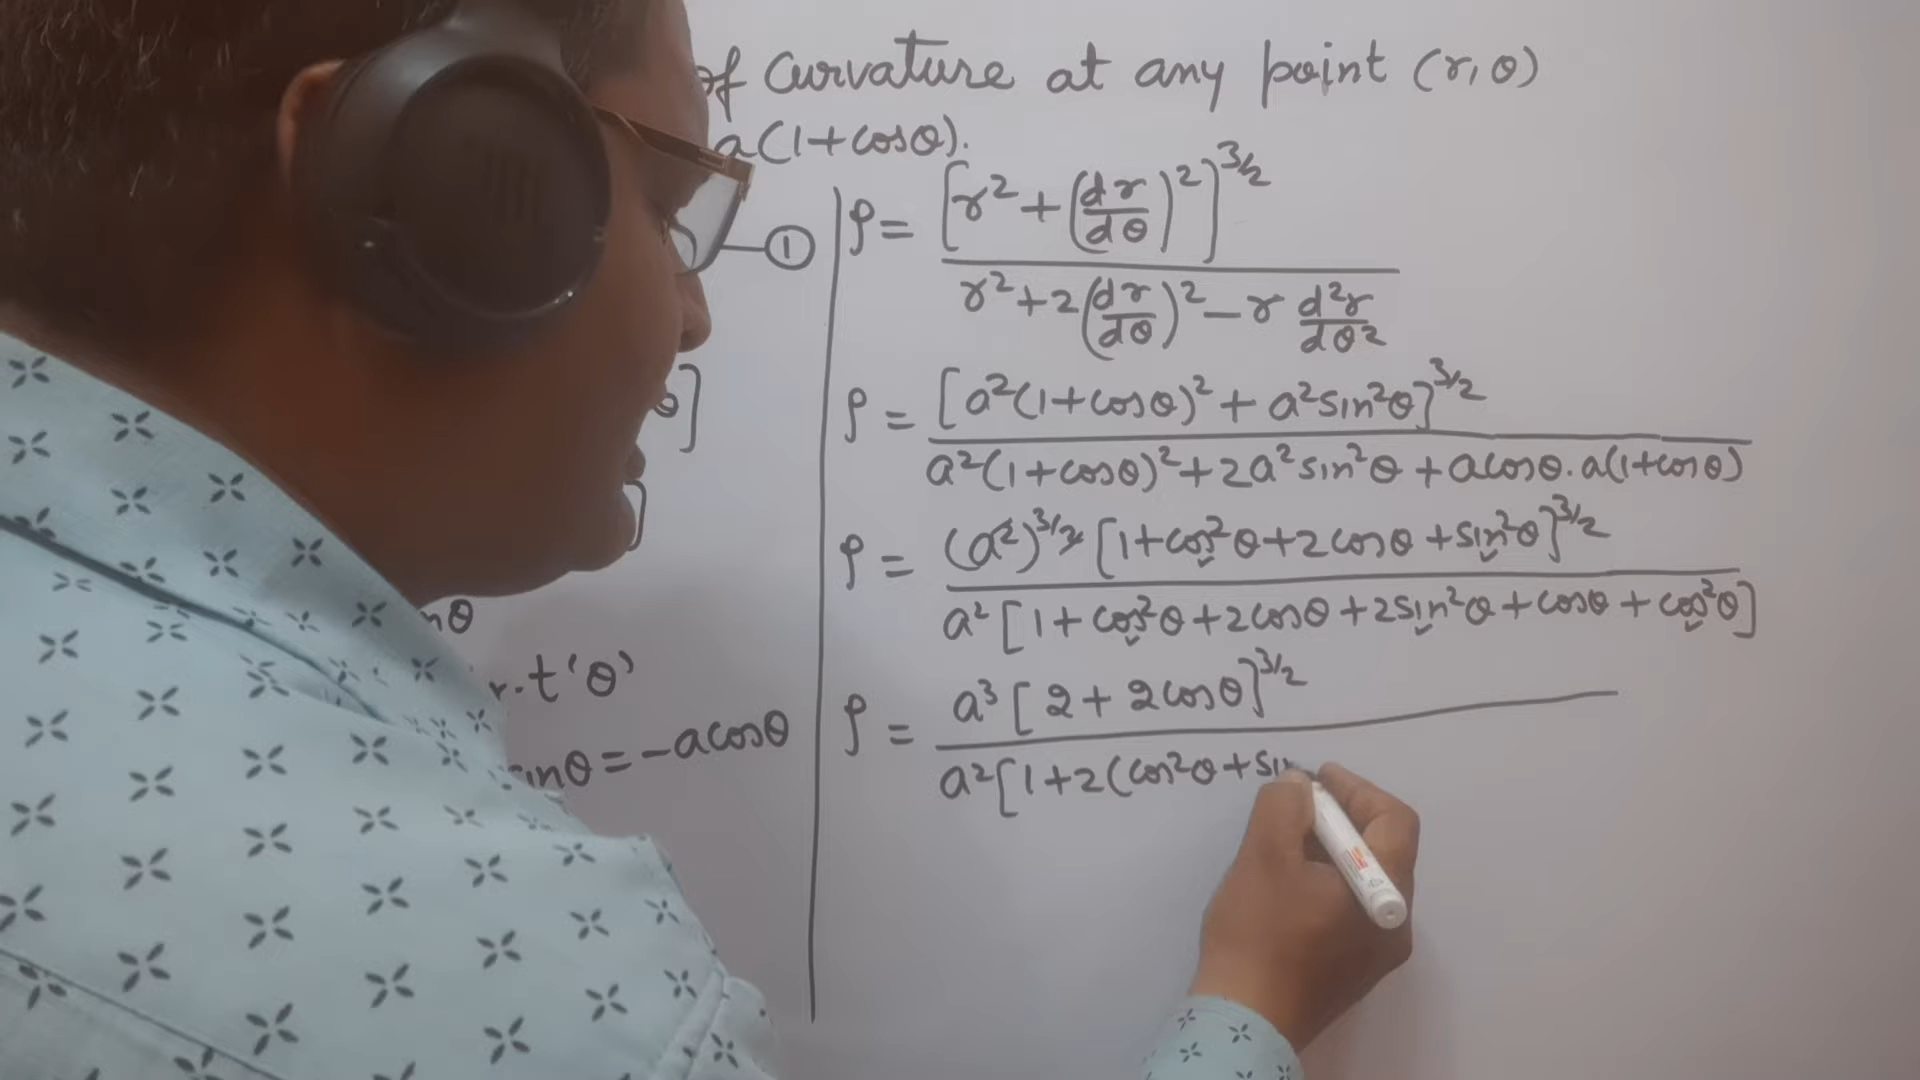 of Curvature at any point (r, θ)
a(1+cosθ).
①
θ]
]
nθ
r.t 'θ'
sinθ = -acosθ
ρ = [r² + (dr/dθ)²]^3/2 / r² + 2(dr/dθ)² - r d²r/dθ²
ρ = [a²(1+cosθ)² + a²sin²θ]^3/2 / a²(1+cosθ)² + 2a²sin²θ + acosθ.a(1+cosθ)
ρ = (a²)^3/2 [1+cos²θ+2cosθ+sin²θ]^3/2 / a²[1+cos²θ+2cosθ+2sin²θ+cosθ+cos²θ]
ρ = a³[2+2cosθ]^3/2 / a²[1+2(cos²θ+sin